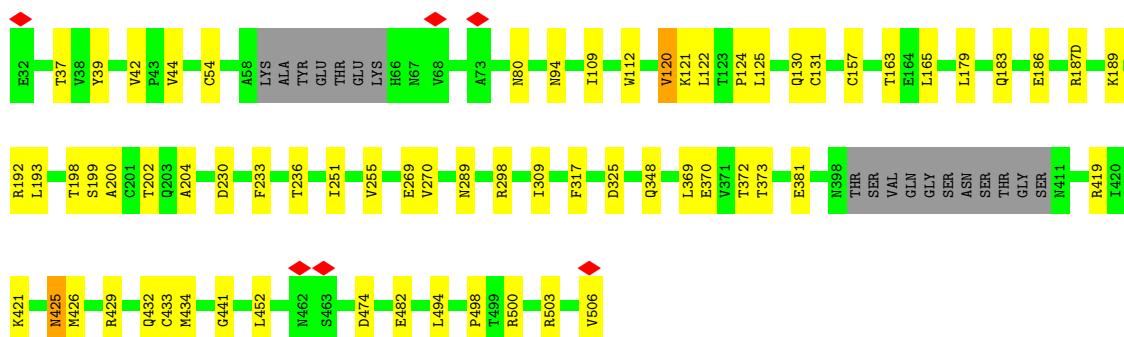 E32 T37 V38 Y39 V42 P43 V44 C54 A58 LYS ALA TYR GLU THR GLU LYS H66 N67 V68 A73 N80 N94 I109 W112 V120 K121 L122 T123 P124 L125 Q130 C131 C157 T163 E164 L165 L179 Q183 E186 R187D K189
R192 L193 T198 S199 A200 C201 T202 Q203 A204 D230 F233 T236 I251 V255 E269 V270 N289 R298 I309 F317 D325 Q348 L369 E370 V371 T372 T373 E381 N398 THR SER VAL GLN GLY SER ASN SER THR GLY SER N411 R419 I420
K421 N425 M426 R429 Q432 C433 M434 G441 L452 N462 S463 D474 E482 L494 P498 T499 R500 R503 V506